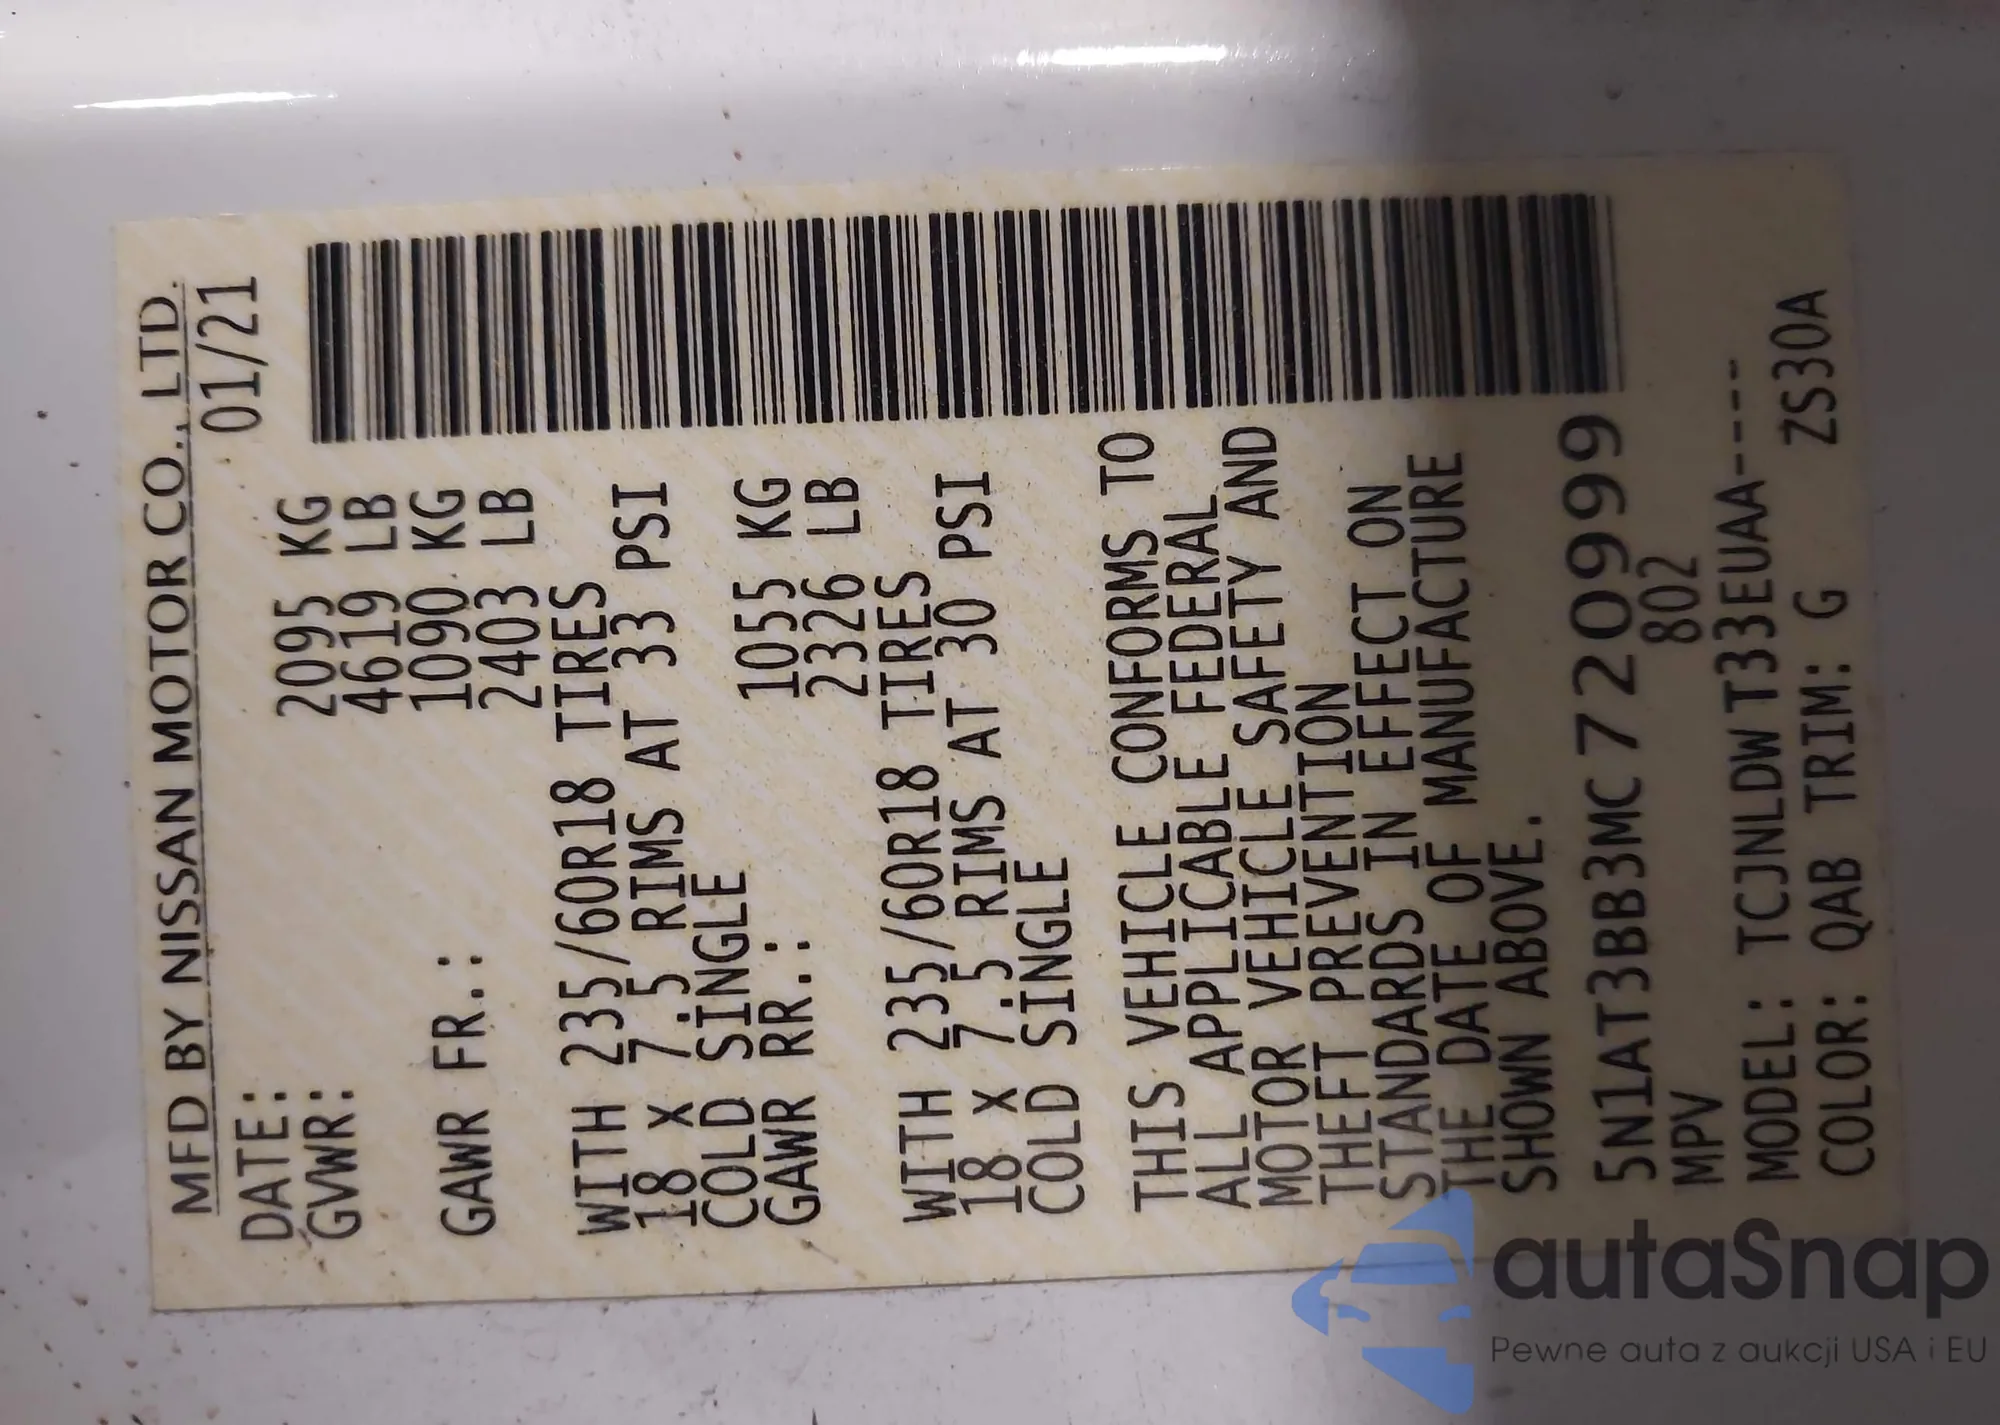 MFD BY NISSAN MOTOR CO., LTD.
DATE: 01/21
GVWR: 2095 KG
4619 LB
GAWR FR.: 1090 KG
2403 LB
WITH 235/60R18 TIRES
18 X 7.5 RIMS AT 33 PSI
COLD SINGLE
GAWR RR.: 1055 KG
2326 LB
WITH 235/60R18 TIRES
18 X 7.5 RIMS AT 30 PSI
COLD SINGLE
THIS VEHICLE CONFORMS TO
ALL APPLICABLE FEDERAL
MOTOR VEHICLE SAFETY AND
THEFT PREVENTION
STANDARDS IN EFFECT ON
THE DATE OF MANUFACTURE
SHOWN ABOVE.
5N1AT3BB3MC720999
MPV 802
MODEL: TCJNLDWT33EUAA-----
COLOR: QAB TRIM: G ZS30A
autaSnap
Pewne auta z aukcji USA i EU